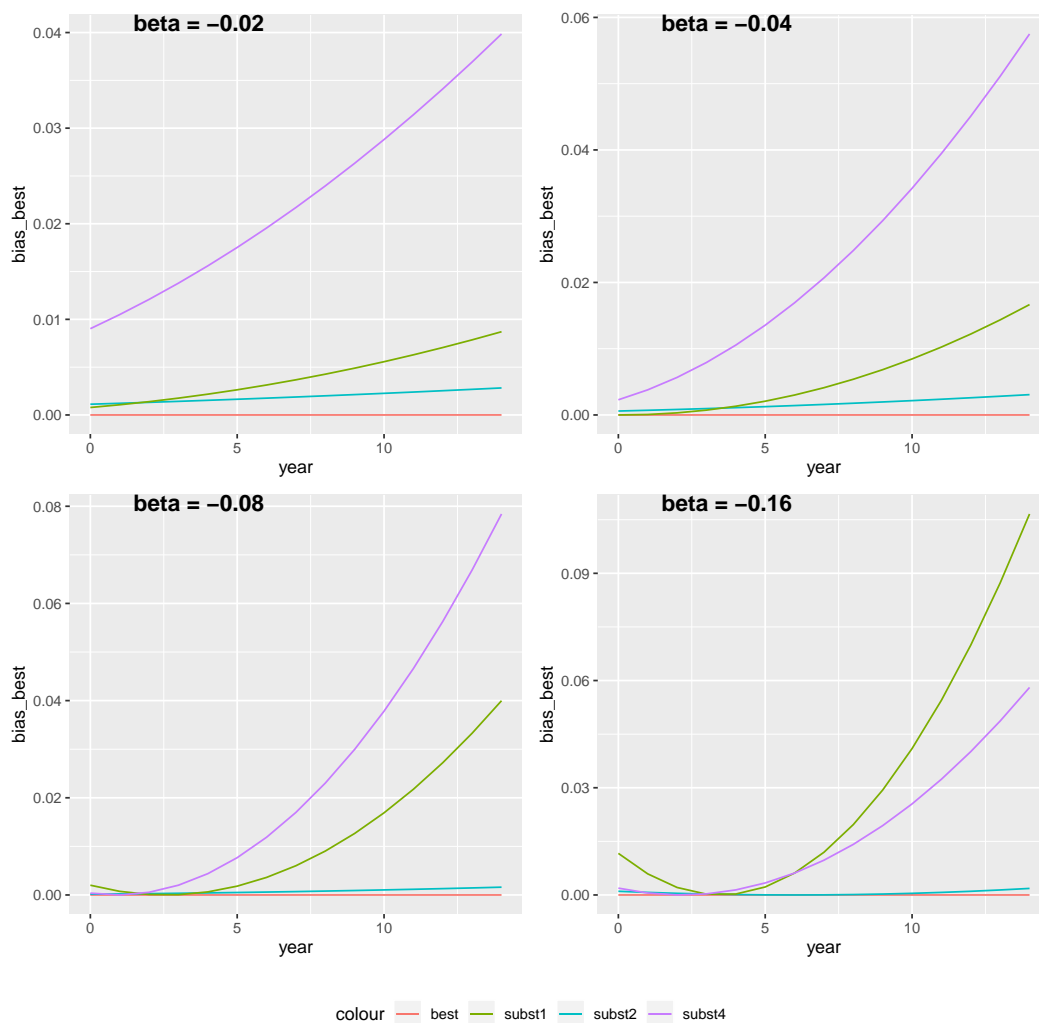 beta = −0.02
0.04
0.03
0.02
0.01
0.00
bias_best
0
5
10
year
beta = −0.04
0.06
0.04
0.02
0.00
bias_best
0
5
10
year
beta = −0.08
0.08
0.06
0.04
0.02
0.00
bias_best
0
5
10
year
beta = −0.16
0.09
0.06
0.03
0.00
bias_best
0
5
10
year
colour best subst1 subst2 subst4